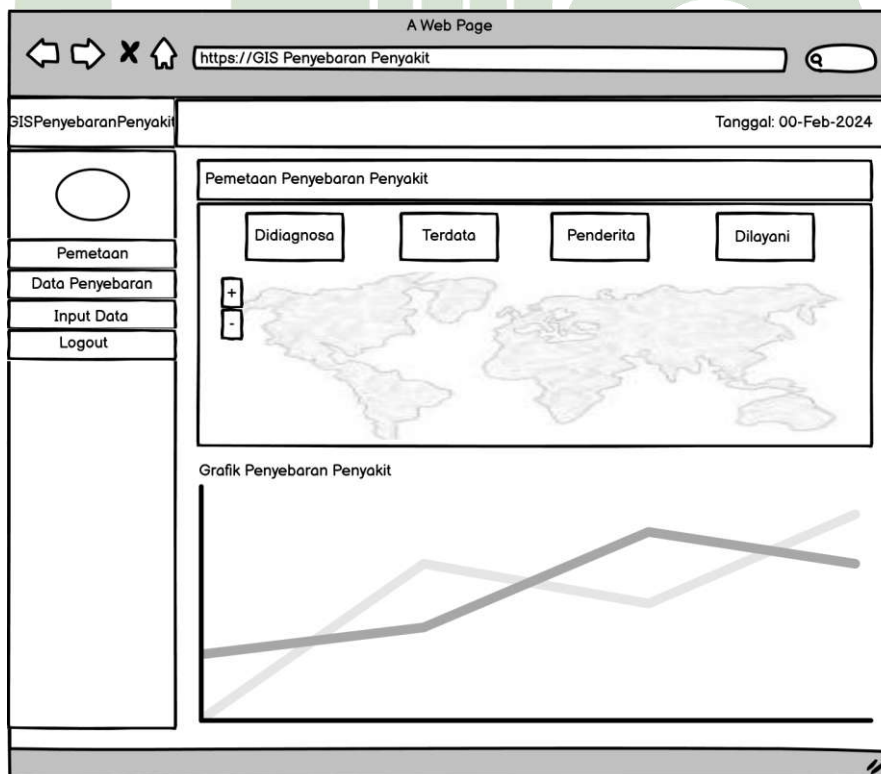 A Web Page
https://GIS Penyebaran Penyakit
GISPenyebaranPenyakit
Tanggal: 00-Feb-2024
Pemetaan
Data Penyebaran
Input Data
Logout
Pemetaan Penyebaran Penyakit
Didiagnosa
Terdata
Penderita
Dilayani
+
-
Grafik Penyebaran Penyakit